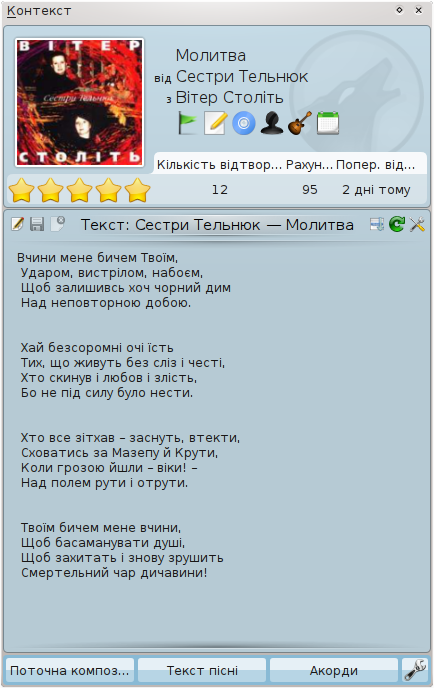 Контекст
ВІТЕР
Сестри Тельнюк
СТОЛІТЬ
Молитва
від Сестри Тельнюк
з Вітер Століть
Кількість відтвор... Рахун... Попер. від...
12 95 2 дні тому
Текст: Сестри Тельнюк — Молитва
Вчини мене бичем Твоїм,
Ударом, вистрілом, набоєм,
Щоб залишивсь хоч чорний дим
Над неповторною добою.
Хай безсоромні очі їсть
Тих, що живуть без сліз і честі,
Хто скинув і любов і злість,
Бо не під силу було нести.
Хто все зітхав – заснуть, втекти,
Сховатись за Мазепу й Крути,
Коли грозою йшли – віки! –
Над полем рути і отрути.
Твоїм бичем мене вчини,
Щоб басаманувати душі,
Щоб захитать і знову зрушить
Смертельний чар дичавини!
Поточна композ... Текст пісні Акорди